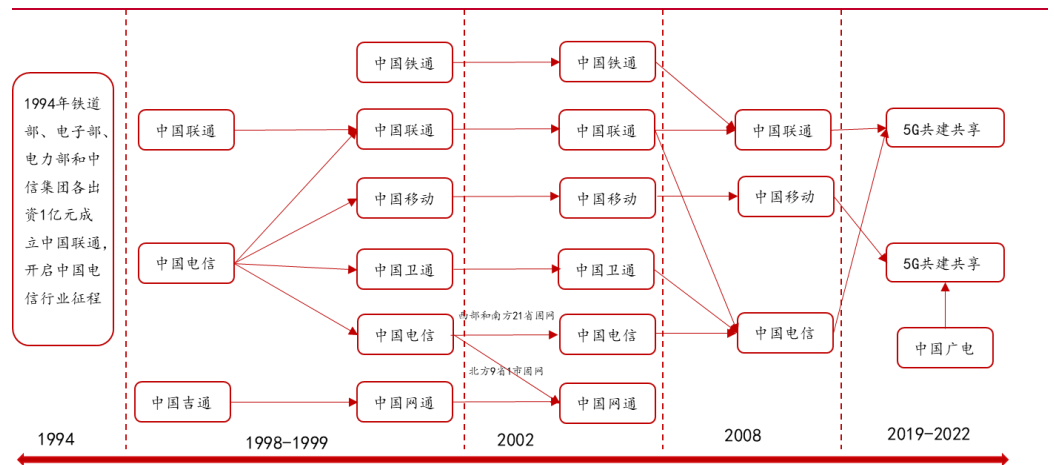 1994年铁道
部、电子部、
电力部和中
信集团各出
资1亿元成
立中国联通,
开启中国电
信行业征程
中国联通
中国电信
中国吉通
中国铁通
中国联通
中国移动
中国卫通
中国电信
中国网通
西部和南方21省固网
北方9省1市固网
中国铁通
中国联通
中国移动
中国卫通
中国电信
中国网通
中国联通
中国移动
中国电信
5G共建共享
5G共建共享
中国广电
1994
1998-1999
2002
2008
2019-2022